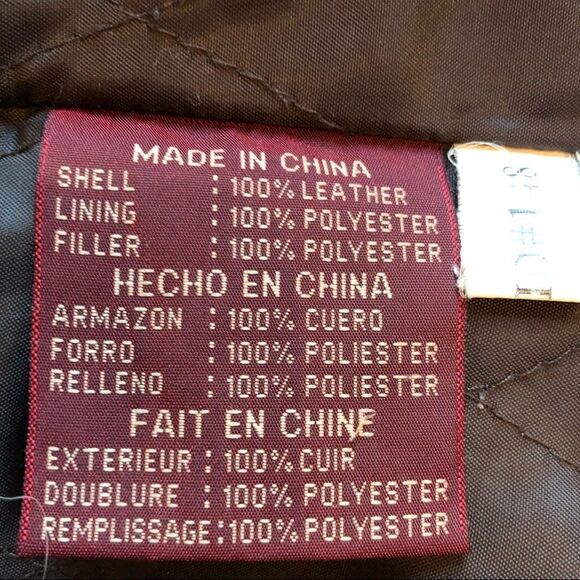 MADE IN CHINA
SHELL : 100% LEATHER
LINING : 100% POLYESTER
FILLER : 100% POLYESTER
HECHO EN CHINA
ARMAZON : 100% CUERO
FORRO : 100% POLIESTER
RELLENO : 100% POLIESTER
FAIT EN CHINE
EXTERIEUR : 100% CUIR
DOUBLURE : 100% POLYESTER
REMPLISSAGE:100% POLYESTER